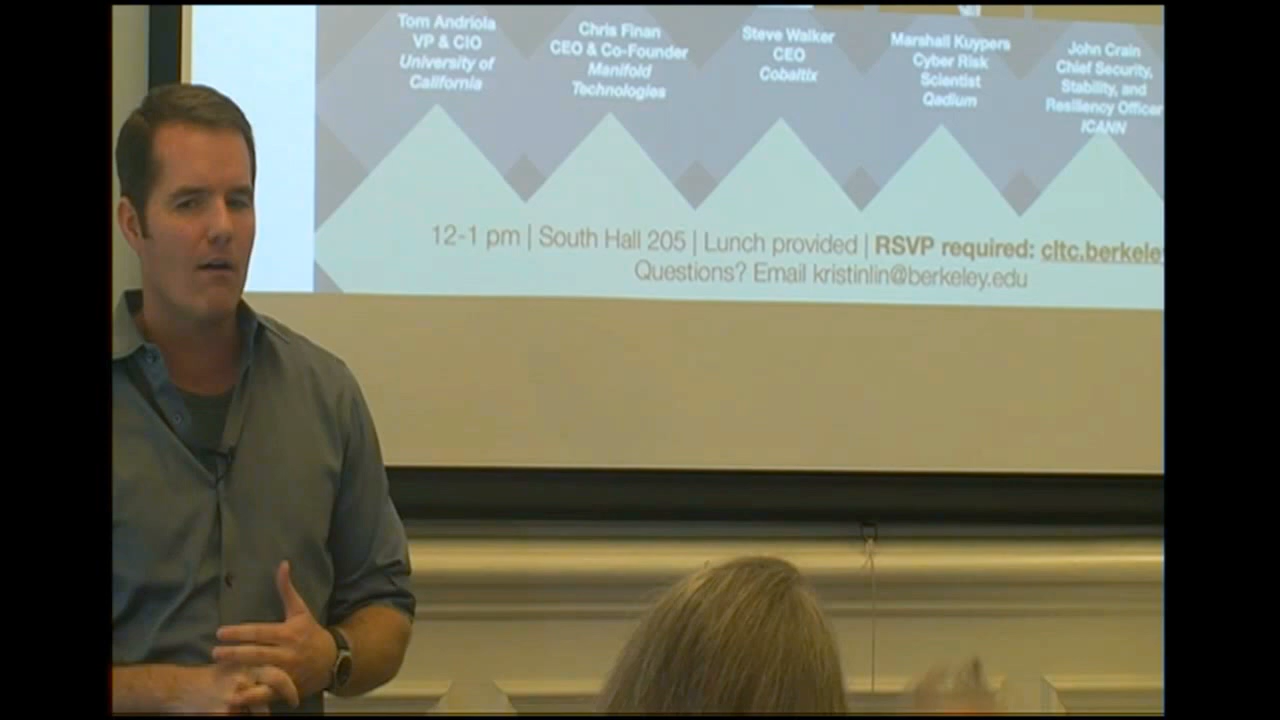 Tom Andriola
VP & CIO
University of
California
Chris Finan
CEO & Co-Founder
Manifold
Technologies
Steve Walker
CEO
Cobaltix
Marshall Kuypers
Cyber Risk
Scientist
Qadium
John Crain
Chief Security,
Stability, and
Resiliency Officer
ICANN
12-1 pm | South Hall 205 | Lunch provided | RSVP required: cltc.berkeley
Questions? Email kristinlin@berkeley.edu